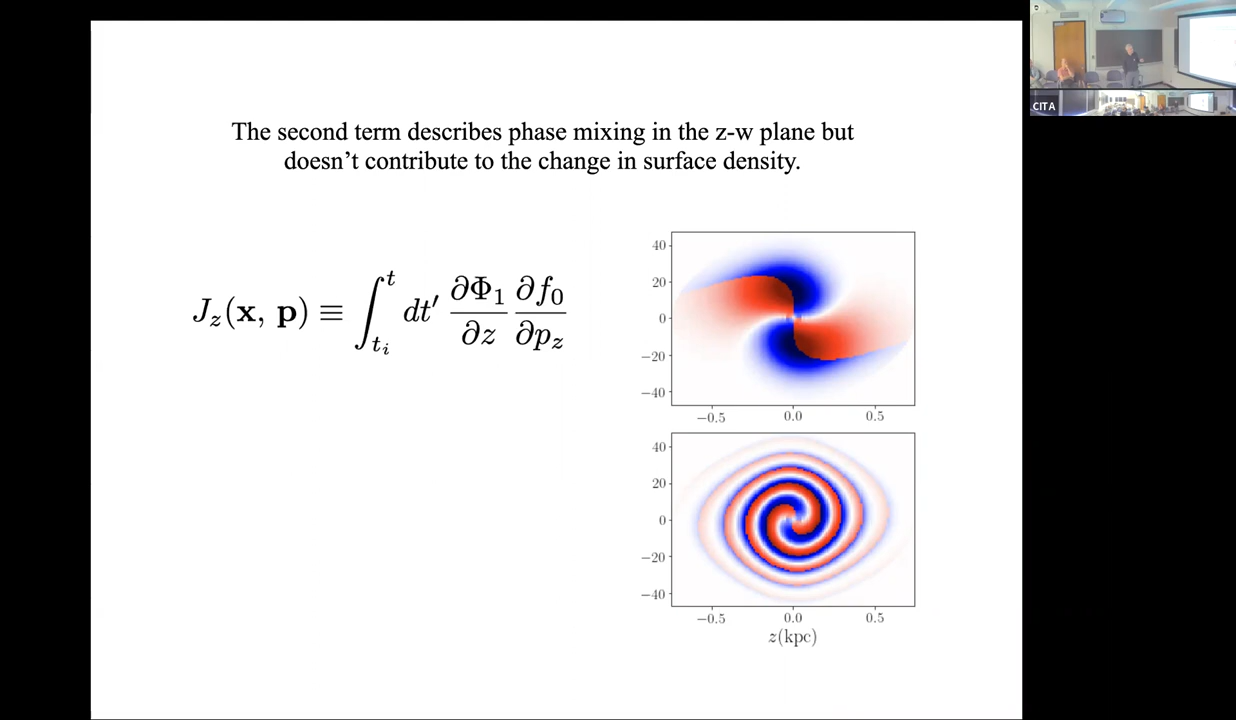 The second term describes phase mixing in the z-w plane but
doesn’t contribute to the change in surface density.
J_z(𝐱, 𝐩) ≡ ∫_{t_i}^{t} dt′ ∂Φ₁/∂z ∂f₀/∂p_z
40
20
0
−20
−40
−0.5 0.0 0.5
40
20
0
−20
−40
−0.5 0.0 0.5
z(kpc)
CITA